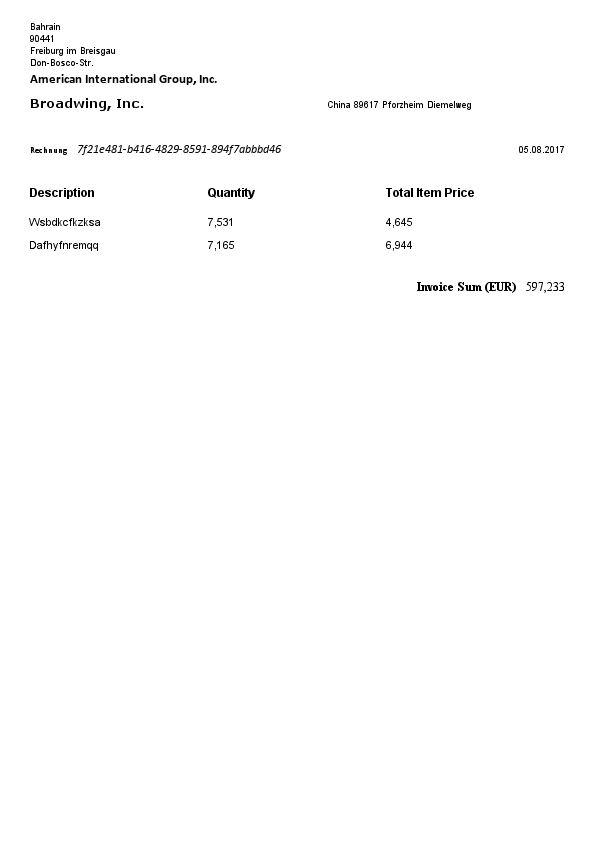 Bahrain
90441
Freiburg im Breisgau
Don-Bosco-Str.
American International Group, Inc.
Broadwing, Inc. China 89617 Pforzheim Diemelweg
Rechnung 7f21e481-b416-4829-8591-894f7abbbd46 05.08.2017
Description Quantity Total Item Price
Wsbdkcfkzksa 7,531 4,645
Dafhyfnremqq 7,165 6,944
Invoice Sum (EUR) 597,233